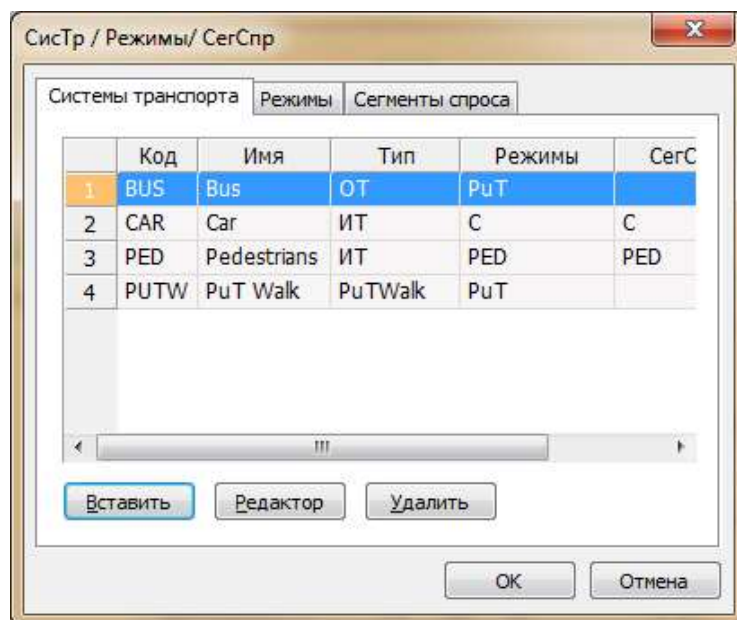 СисТр / Режимы/ СегСпр
Системы транспорта Режимы Сегменты спроса
Код Имя Тип Режимы СегС
1 BUS Bus ОТ PuT
2 CAR Car ИТ C C
3 PED Pedestrians ИТ PED PED
4 PUTW PuT Walk PuTWalk PuT
Вставить Редактор Удалить
OK Отмена